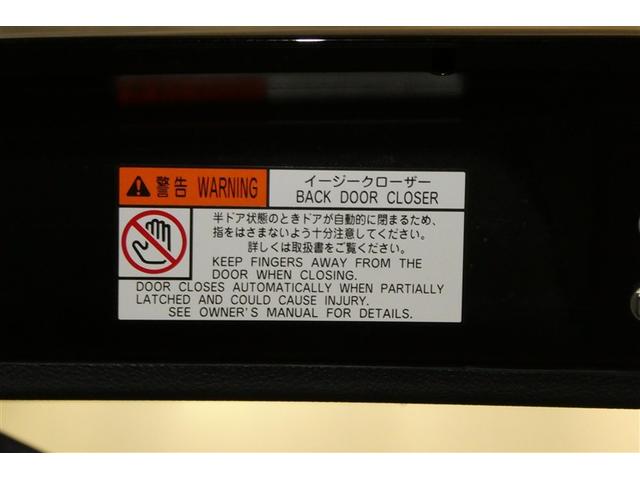 警告 WARNING
イージークローザー
BACK DOOR CLOSER
半ドア状態のときドアが自動的に閉まるため、
指をはさまないよう十分注意してください。
詳しくは取扱書をご覧ください。
KEEP FINGERS AWAY FROM THE
DOOR WHEN CLOSING.
DOOR CLOSES AUTOMATICALLY WHEN PARTIALLY
LATCHED AND COULD CAUSE INJURY.
SEE OWNER'S MANUAL FOR DETAILS.